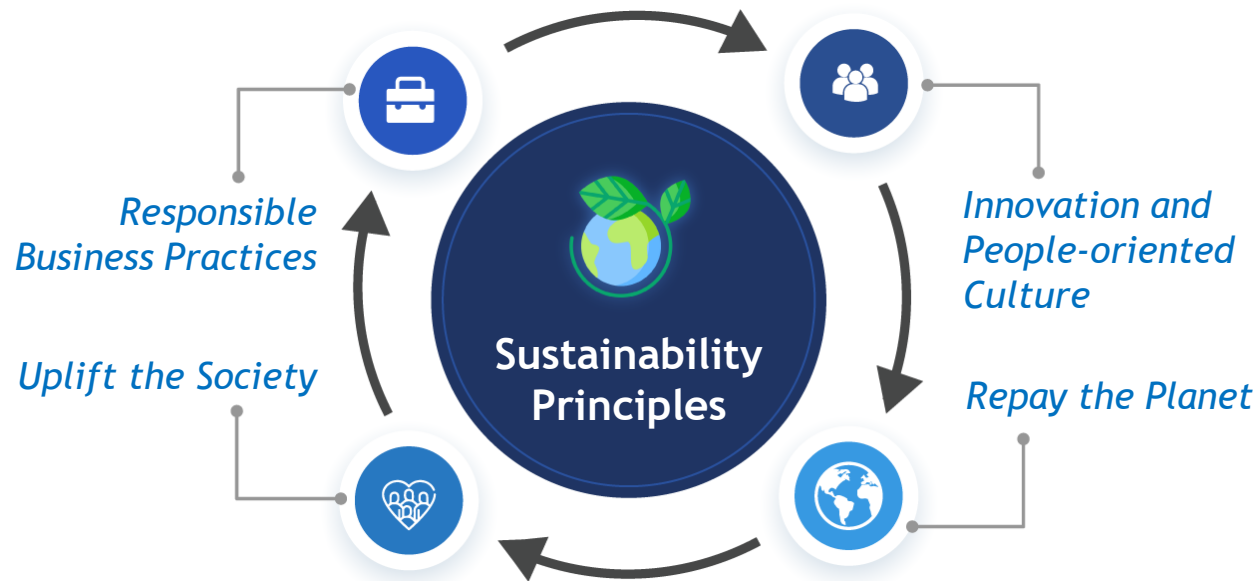 Responsible
Business Practices
Uplift the Society
Sustainability
Principles
Innovation and
People-oriented
Culture
Repay the Planet